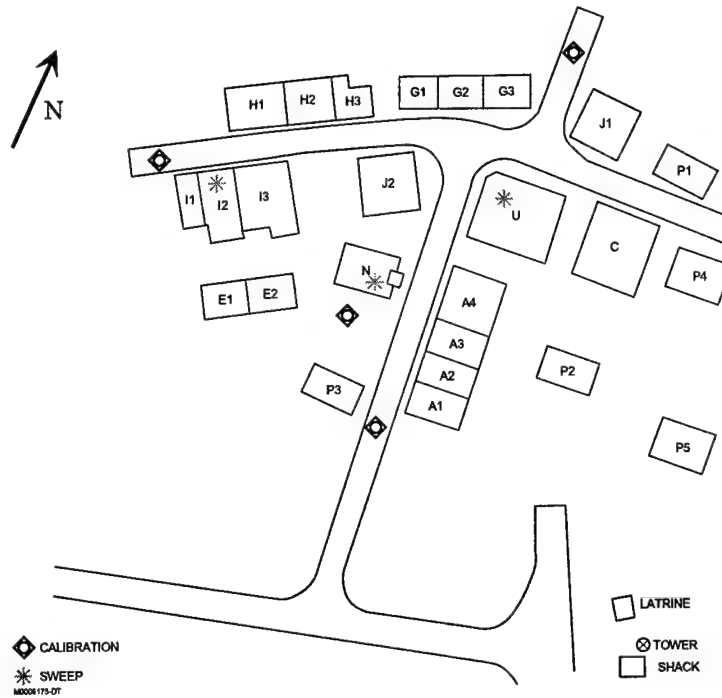 N
H1 H2 H3
G1 G2 G3
J1
P1
I1 I2 I3
J2
U
C
P4
N
E1 E2
A4
A3
A2
A1
P3
P2
P5
LATRINE
CALIBRATION
TOWER
SWEEP
SHACK